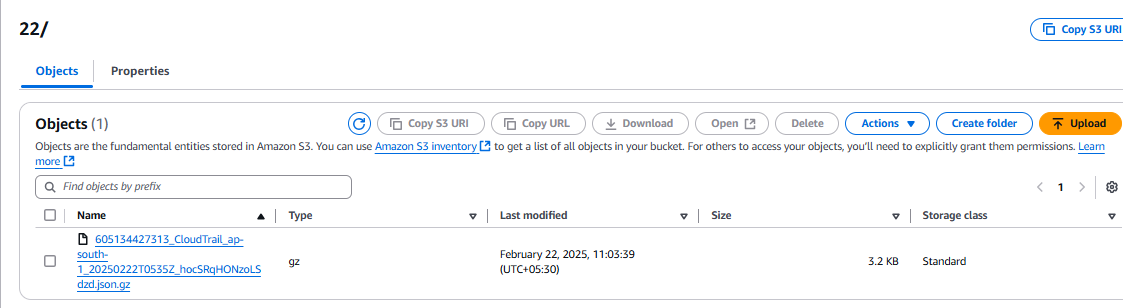 22/
Copy S3 URI
Objects
Properties
Objects (1)
Copy S3 URI
Copy URL
Download
Open
Delete
Actions
Create folder
Upload
Objects are the fundamental entities stored in Amazon S3. You can use Amazon S3 inventory to get a list of all objects in your bucket. For others to access your objects, you'll need to explicitly grant them permissions. Learn
more
Find objects by prefix
1
Name
Type
Last modified
Size
Storage class
605134427313_CloudTrail_ap-
south-
1_20250222T0535Z_hocSRqHONzoLS
dzd.json.gz
gz
February 22, 2025, 11:03:39
(UTC+05:30)
3.2 KB
Standard